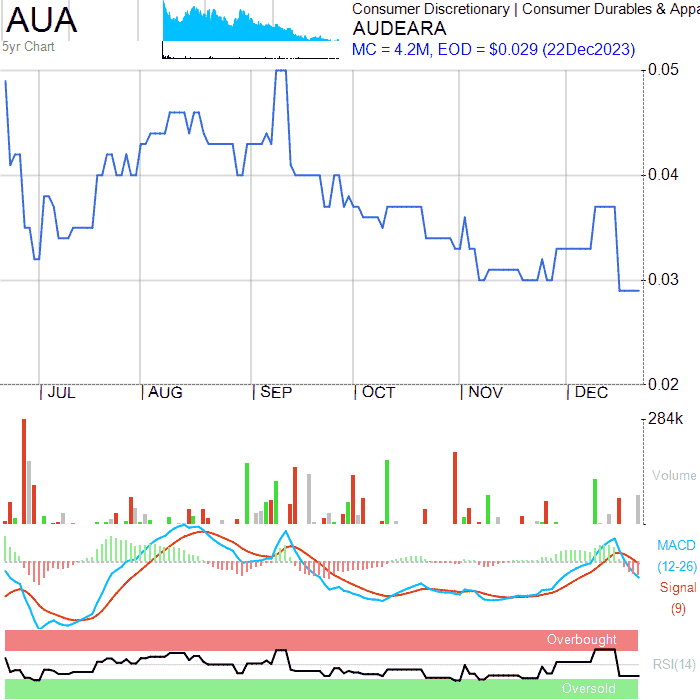 AUA
5yr Chart
Consumer Discretionary | Consumer Durables & Appa
AUDEARA
MC = 4.2M, EOD = $0.029 (22Dec2023)
0.05
0.04
0.03
0.02
JUL AUG SEP OCT NOV DEC
284k
Volume
MACD
(12-26)
Signal
(9)
Overbought
RSI(14)
Oversold